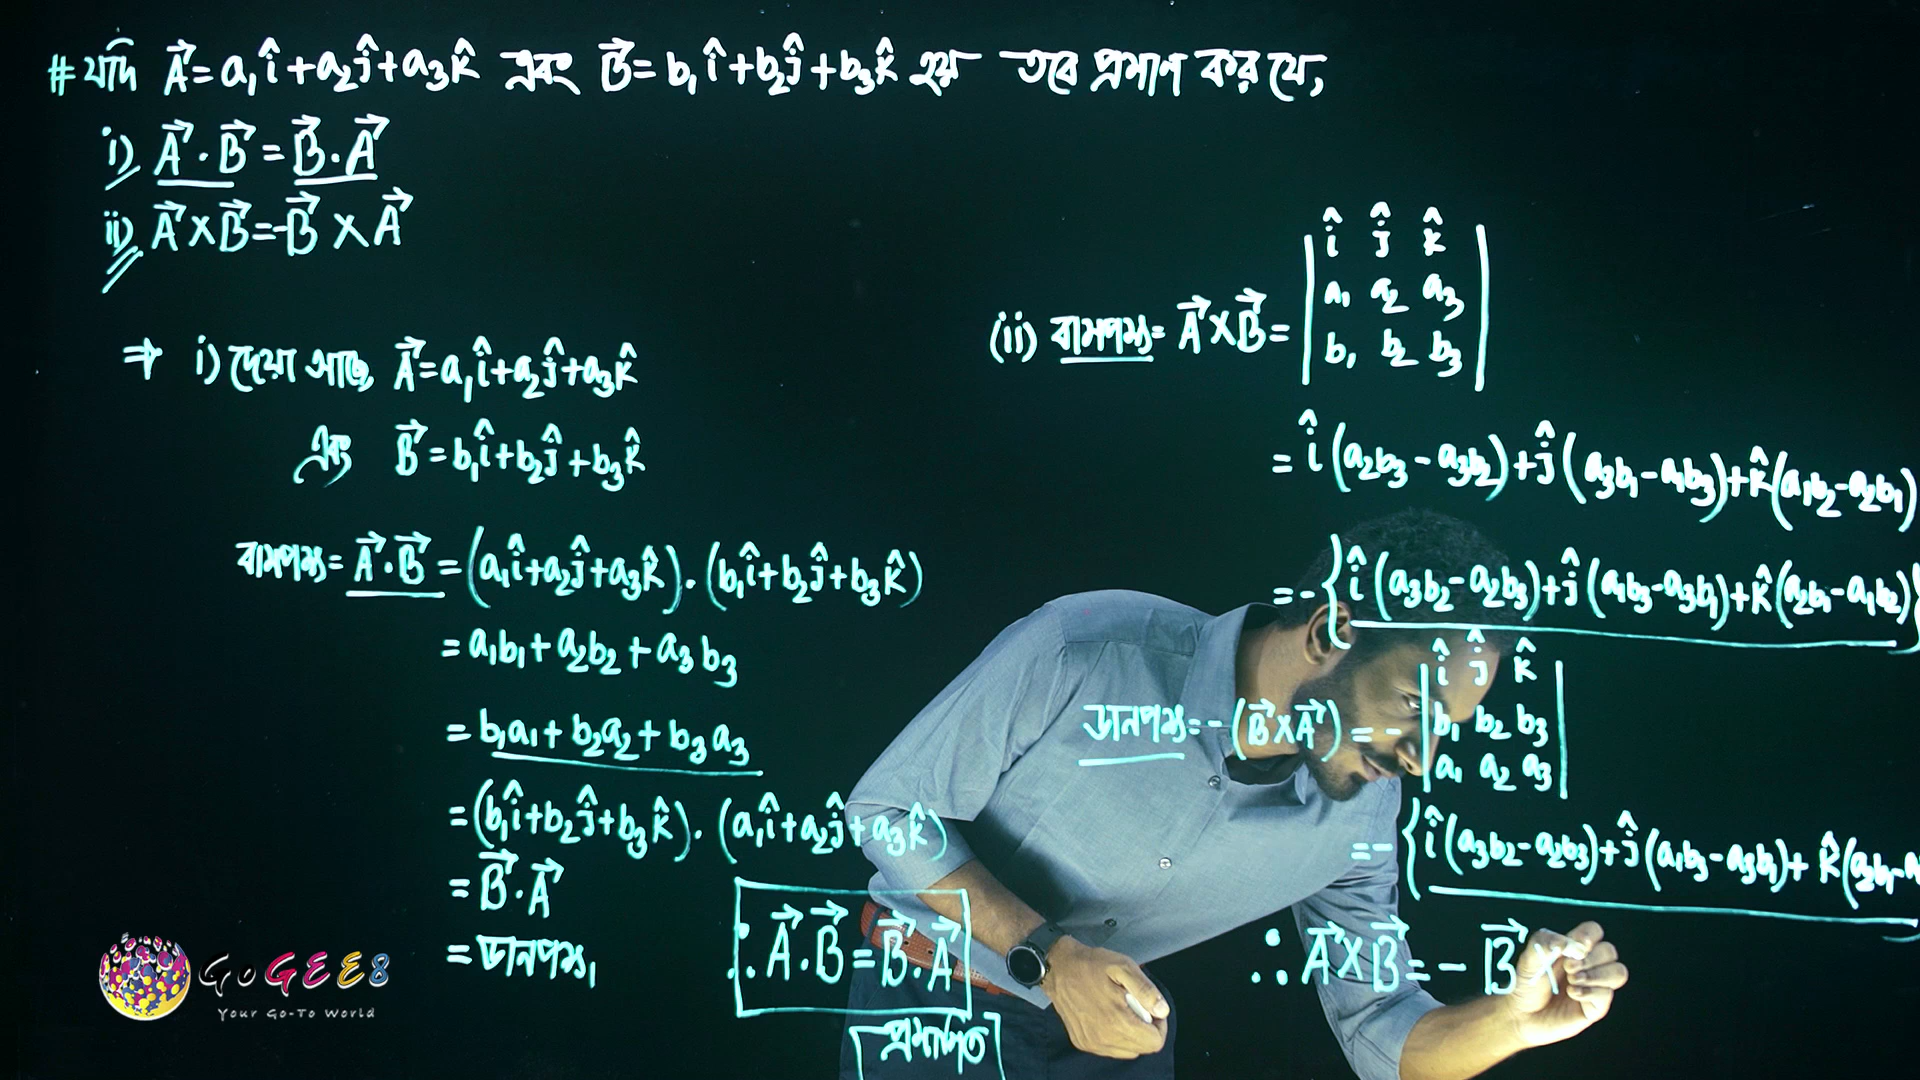 # যদি A⃗ = a₁î + a₂ĵ + a₃k̂ এবং B⃗ = b₁î + b₂ĵ + b₃k̂ হয় তবে প্রমাণ কর যে,
i) A⃗ . B⃗ = B⃗ . A⃗
ii) A⃗ × B⃗ = -B⃗ × A⃗
⇒ i) দেয়া আছে, A⃗ = a₁î + a₂ĵ + a₃k̂
এবং B⃗ = b₁î + b₂ĵ + b₃k̂
বামপক্ষ = A⃗ . B⃗ = (a₁î + a₂ĵ + a₃k̂) . (b₁î + b₂ĵ + b₃k̂)
= a₁b₁ + a₂b₂ + a₃b₃
= b₁a₁ + b₂a₂ + b₃a₃
= (b₁î + b₂ĵ + b₃k̂) . (a₁î + a₂ĵ + a₃k̂)
= B⃗ . A⃗
= ডানপক্ষ,
∴ A⃗ . B⃗ = B⃗ . A⃗
প্রমাণিত
(ii) বামপক্ষ = A⃗ × B⃗ =
î ĵ k̂
a₁ a₂ a₃
b₁ b₂ b₃
= î (a₂b₃ - a₃b₂) + ĵ (a₃b₁ - a₁b₃) + k̂ (a₁b₂ - a₂b₁)
= - {î (a₃b₂ - a₂b₃) + ĵ (a₁b₃ - a₃b₁) + k̂ (a₂b₁ - a₁b₂)}
ডানপক্ষ = - (B⃗ × A⃗) = -
î ĵ k̂
b₁ b₂ b₃
a₁ a₂ a₃
= - {î (a₃b₂ - a₂b₃) + ĵ (a₁b₃ - a₃b₁) + k̂ (a₂b₁ - a
∴ A⃗ × B⃗ = - B⃗ ×
GoGEE8
Your Go-To World